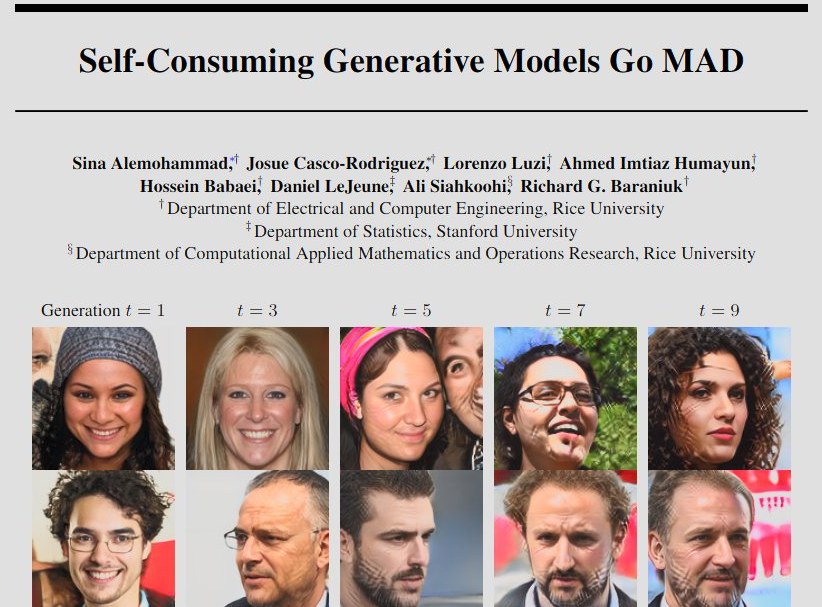 Self-Consuming Generative Models Go MAD
Sina Alemohammad,*† Josue Casco-Rodriguez,*† Lorenzo Luzi,† Ahmed Imtiaz Humayun,†
Hossein Babaei,† Daniel LeJeune,‡ Ali Siahkoohi,§ Richard G. Baraniuk†
† Department of Electrical and Computer Engineering, Rice University
‡ Department of Statistics, Stanford University
§ Department of Computational Applied Mathematics and Operations Research, Rice University
Generation t = 1 t = 3 t = 5 t = 7 t = 9